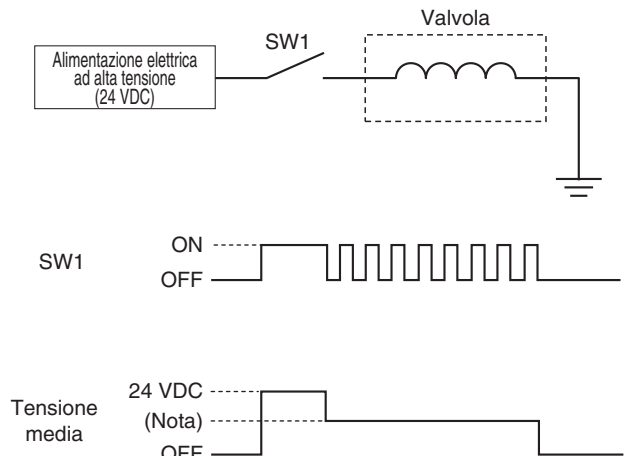 Valvola
SW1
Alimentazione elettrica
ad alta tensione
(24 VDC)
SW1
ON
OFF
Tensione
media
24 VDC
(Nota)
OFF